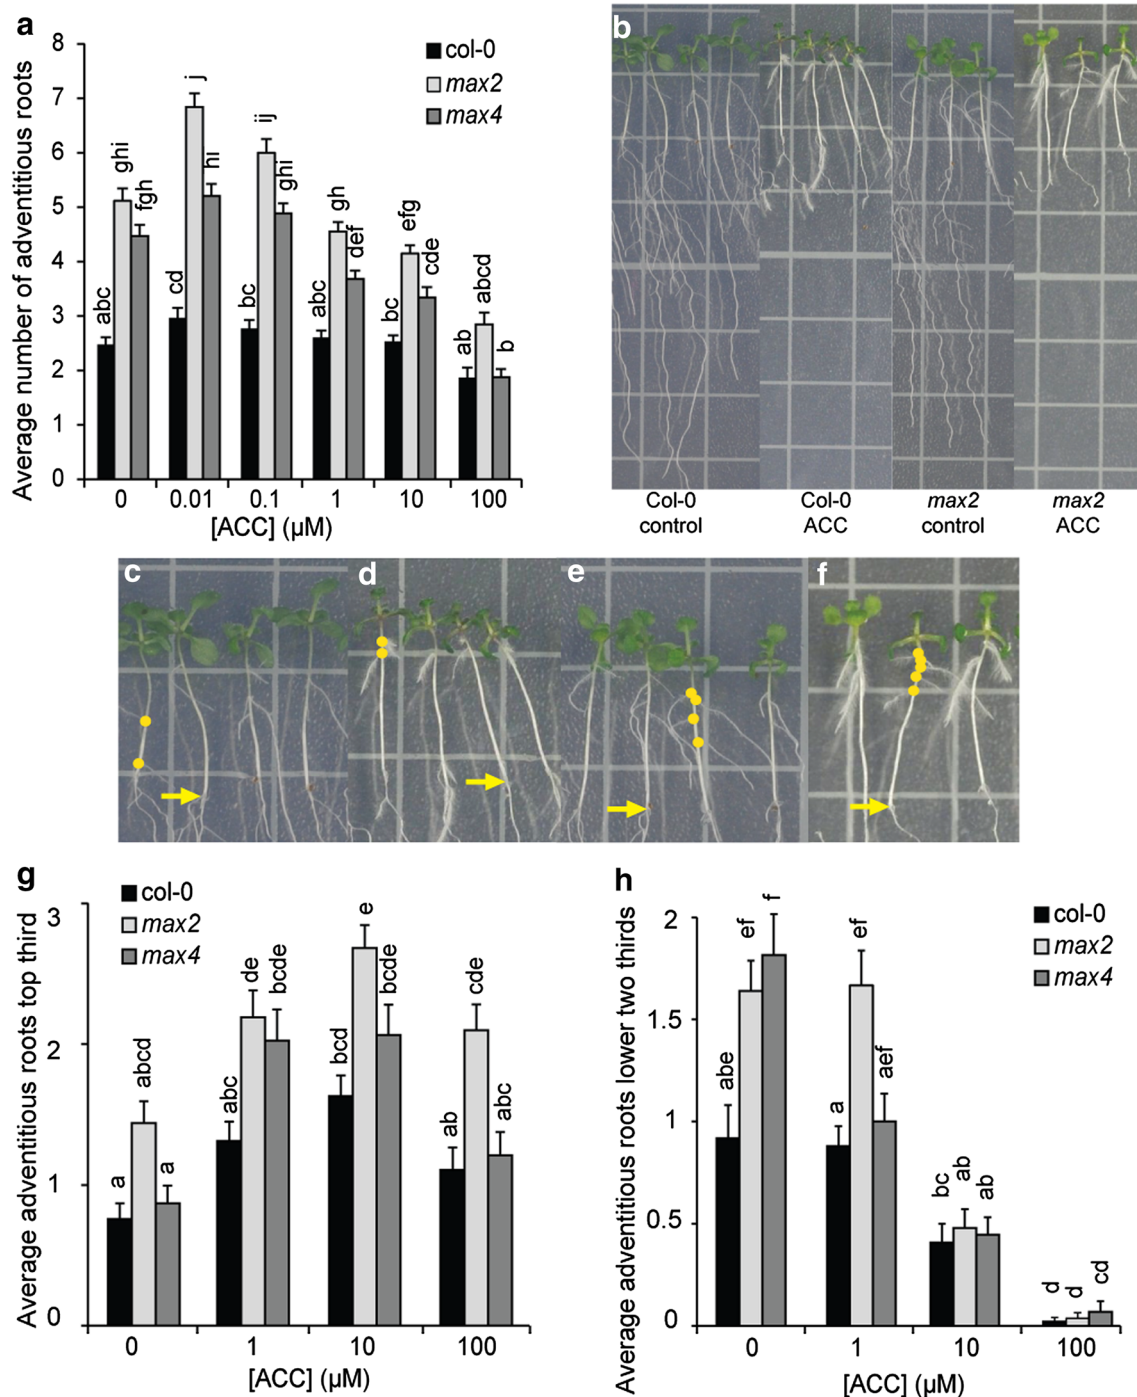 a
Average number of adventitious roots
8
7
6
5
4
3
2
1
0
col-0
max2
max4
abc
ghi
fgh
cd
j
hi
bc
ij
ghi
abc
gh
def
bc
efg
cde
ab
abcd
b
0 0.01 0.1 1 10 100
[ACC] (µM)
b
Col-0 Col-0 max2 max2
control ACC control ACC
c d e f
g
Average adventitious roots top third
3
2
1
0
col-0
max2
max4
a
abcd
a
abc
de
bcde
bcd
e
bcde
ab
cde
abc
0 1 10 100
[ACC] (µM)
h
Average adventitious roots lower two thirds
2
1.5
1
0.5
0
col-0
max2
max4
abe
ef
f
a
ef
aef
bc
ab
ab
d
d
cd
0 1 10 100
[ACC] (µM)